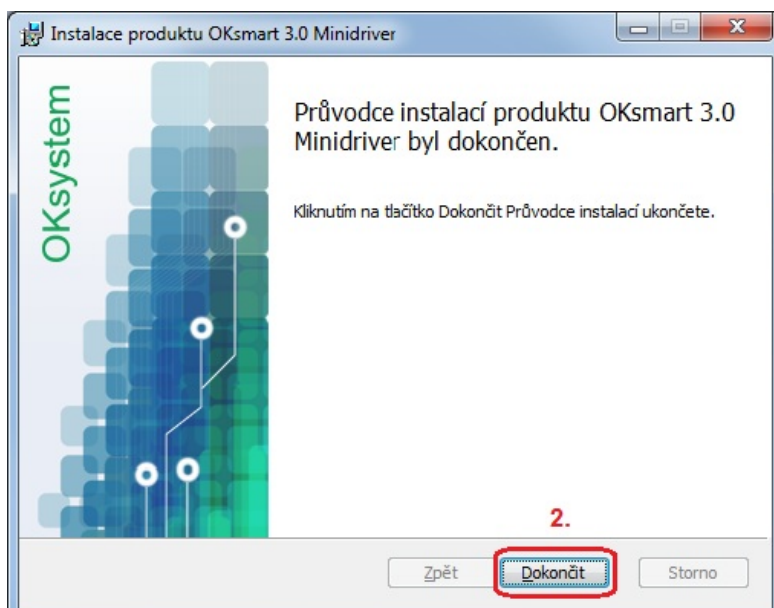 Instalace produktu OKsmart 3.0 Minidriver
OKsystem
Průvodce instalací produktu OKsmart 3.0
Minidriver byl dokončen.
Kliknutím na tlačítko Dokončit Průvodce instalací ukončete.
2.
Zpět
Dokončit
Storno